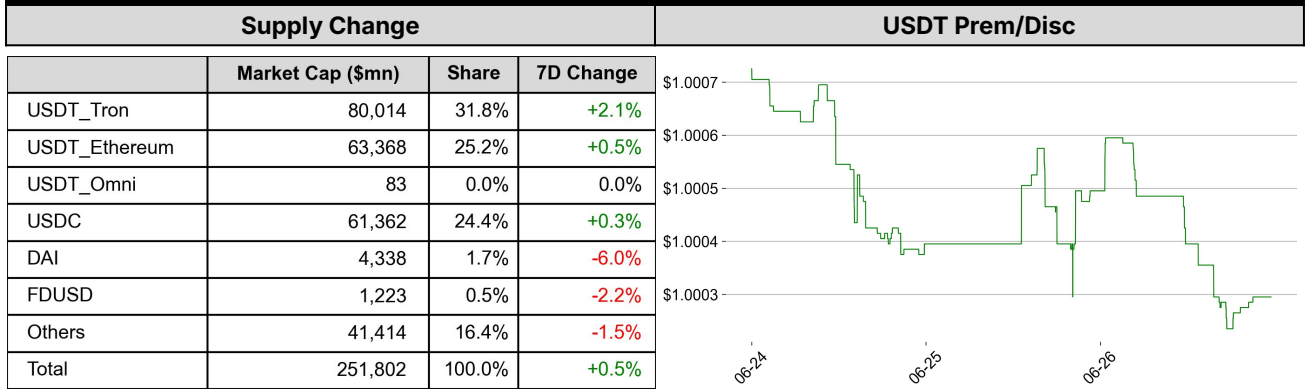 Supply Change
Market Cap ($mn) Share 7D Change
USDT_Tron 80,014 31.8% +2.1%
USDT_Ethereum 63,368 25.2% +0.5%
USDT_Omni 83 0.0% 0.0%
USDC 61,362 24.4% +0.3%
DAI 4,338 1.7% -6.0%
FDUSD 1,223 0.5% -2.2%
Others 41,414 16.4% -1.5%
Total 251,802 100.0% +0.5%
USDT Prem/Disc
$1.0007
$1.0006
$1.0005
$1.0004
$1.0003
06-24
06-25
06-26